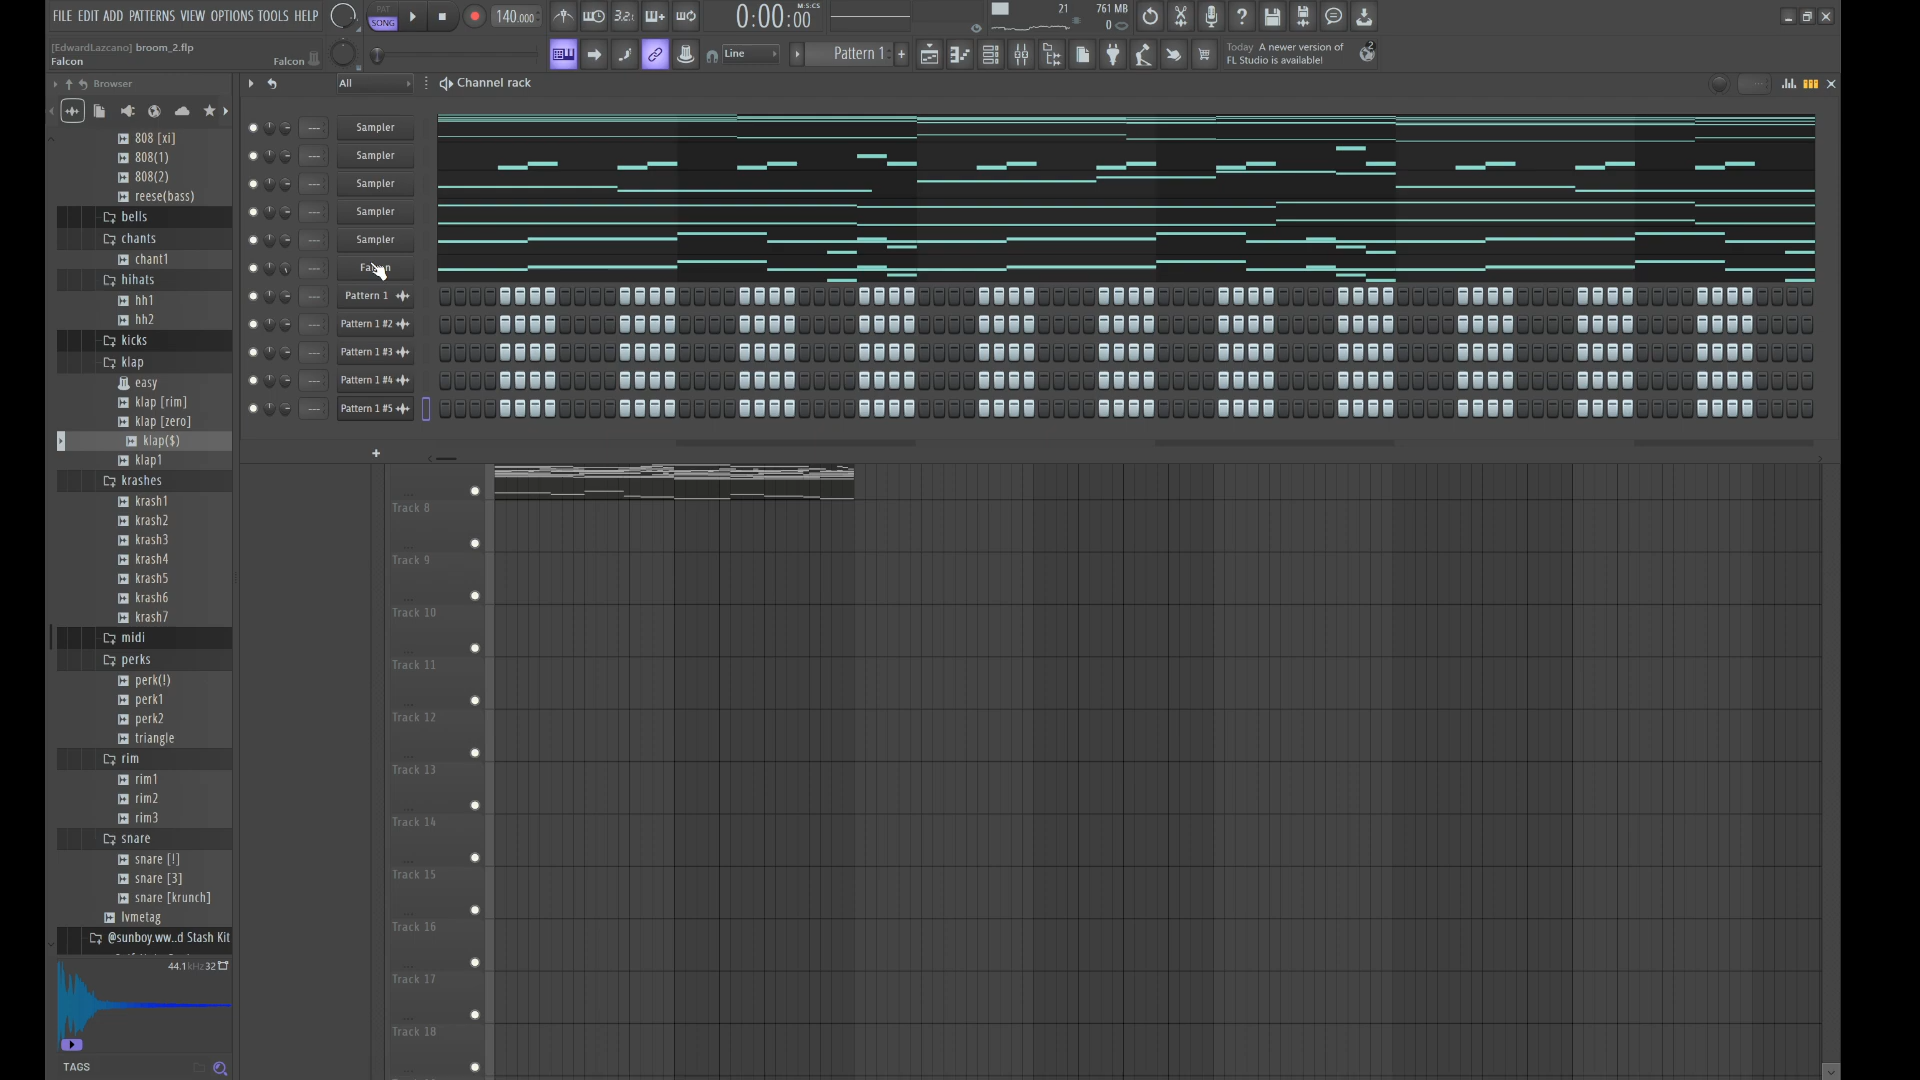 FILE EDIT ADD PATTERNS VIEW OPTIONS TOOLS HELP
PAT
SONG
140.000
3.2.
0:00:00
M:S:CS
21
761 MB
0
[EdwardLazcano] broom_2.flp
Falcon
Falcon
Line
Pattern 1
+
Today A newer version of
FL Studio is available!
2
Browser
All
Channel rack
808 [xi]
808(1)
808(2)
reese(bass)
bells
chants
chant1
hihats
hh1
hh2
kicks
klap
easy
klap [rim]
klap [zero]
klap($)
klap1
krashes
krash1
krash2
krash3
krash4
krash5
krash6
krash7
midi
perks
perk(!)
perk1
perk2
triangle
rim
rim1
rim2
rim3
snare
snare [!]
snare [3]
snare [krunch]
lvmetag
@sunboy.ww..d Stash Kit
44.1kHz 32
TAGS
--- Sampler
--- Sampler
--- Sampler
--- Sampler
--- Sampler
---
--- Pattern 1
--- Pattern 1 #2
--- Pattern 1 #3
--- Pattern 1 #4
--- Pattern 1 #5
+
Track 8
Track 9
Track 10
Track 11
Track 12
Track 13
Track 14
Track 15
Track 16
Track 17
Track 18